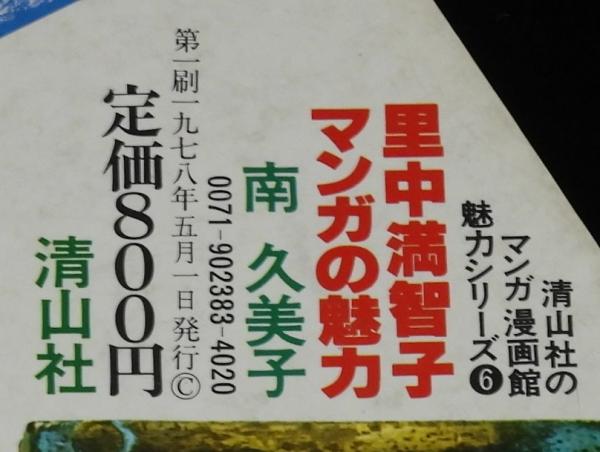 清山社の
マンガ漫画館
魅力シリーズ❻
里中満智子
マンガの魅力
南 久美子
0071-902383-4020
第一刷一九七八年五月一日発行©
定価800円
清山社